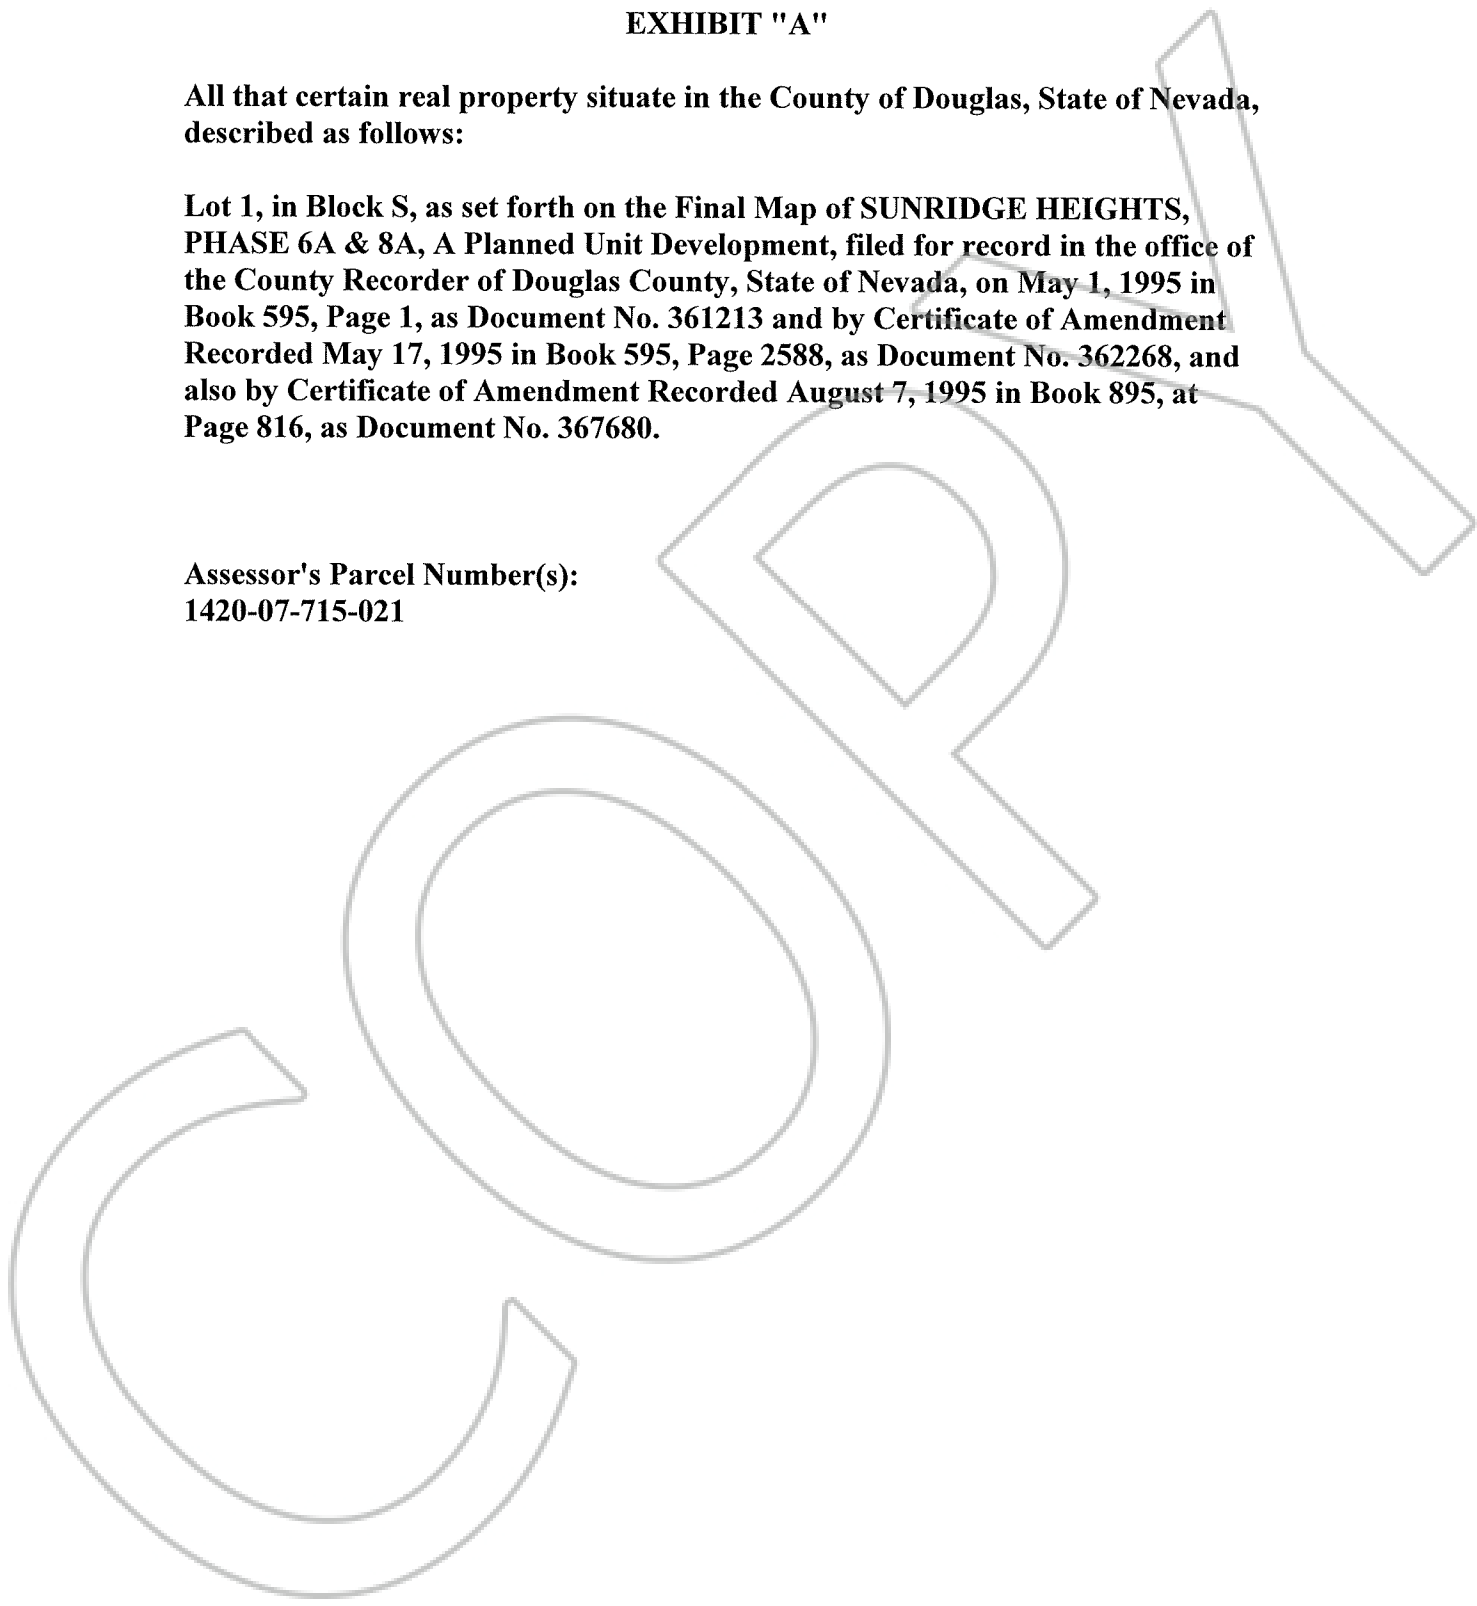 EXHIBIT "A"
All that certain real property situate in the County of Douglas, State of Nevada,
described as follows:
Lot 1, in Block S, as set forth on the Final Map of SUNRIDGE HEIGHTS,
PHASE 6A & 8A, A Planned Unit Development, filed for record in the office of
the County Recorder of Douglas County, State of Nevada, on May 1, 1995 in
Book 595, Page 1, as Document No. 361213 and by Certificate of Amendment
Recorded May 17, 1995 in Book 595, Page 2588, as Document No. 362268, and
also by Certificate of Amendment Recorded August 7, 1995 in Book 895, at
Page 816, as Document No. 367680.
Assessor's Parcel Number(s):
1420-07-715-021
COPY